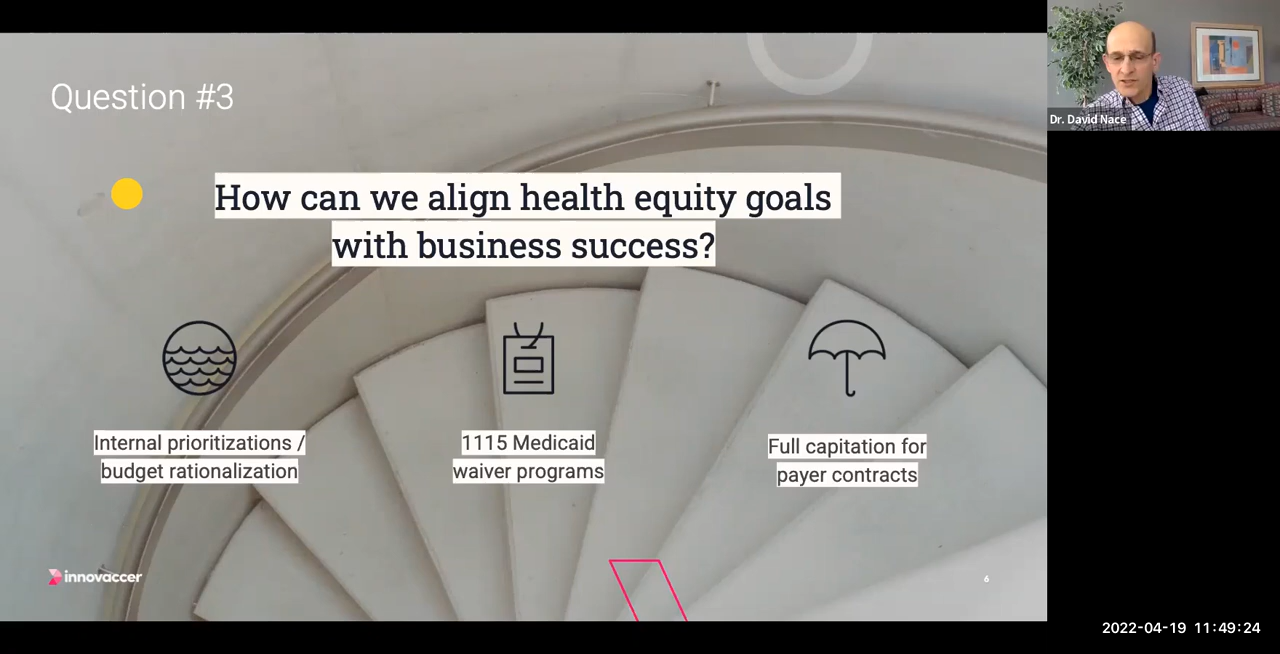 Question #3
How can we align health equity goals
with business success?
Internal prioritizations /
budget rationalization
1115 Medicaid
waiver programs
Full capitation for
payer contracts
innovaccer
6
Dr. David Nace
2022-04-19 11:49:24